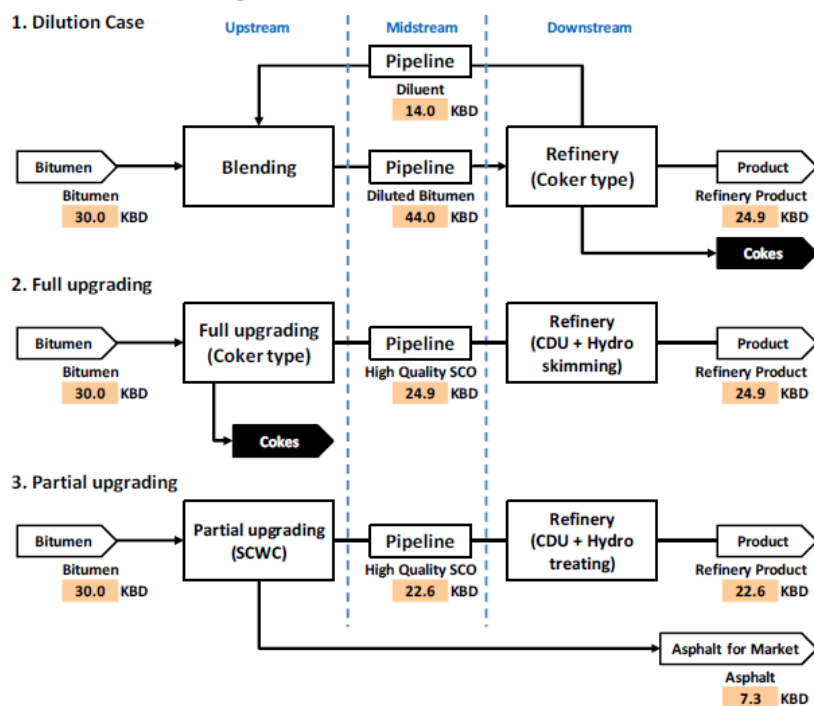 1. Dilution Case
Upstream
Midstream
Downstream
Pipeline
Diluent
14.0 KBD
Bitumen
Blending
Pipeline
Refinery
(Coker type)
Product
Bitumen
30.0 KBD
Diluted Bitumen
44.0 KBD
Refinery Product
24.9 KBD
Cokes
2. Full upgrading
Bitumen
Full upgrading
(Coker type)
Pipeline
Refinery
(CDU + Hydro
skimming)
Product
Bitumen
30.0 KBD
High Quality SCO
24.9 KBD
Refinery Product
24.9 KBD
Cokes
3. Partial upgrading
Bitumen
Partial upgrading
(SCWC)
Pipeline
Refinery
(CDU + Hydro
treating)
Product
Bitumen
30.0 KBD
High Quality SCO
22.6 KBD
Refinery Product
22.6 KBD
Asphalt for Market
Asphalt
7.3 KBD